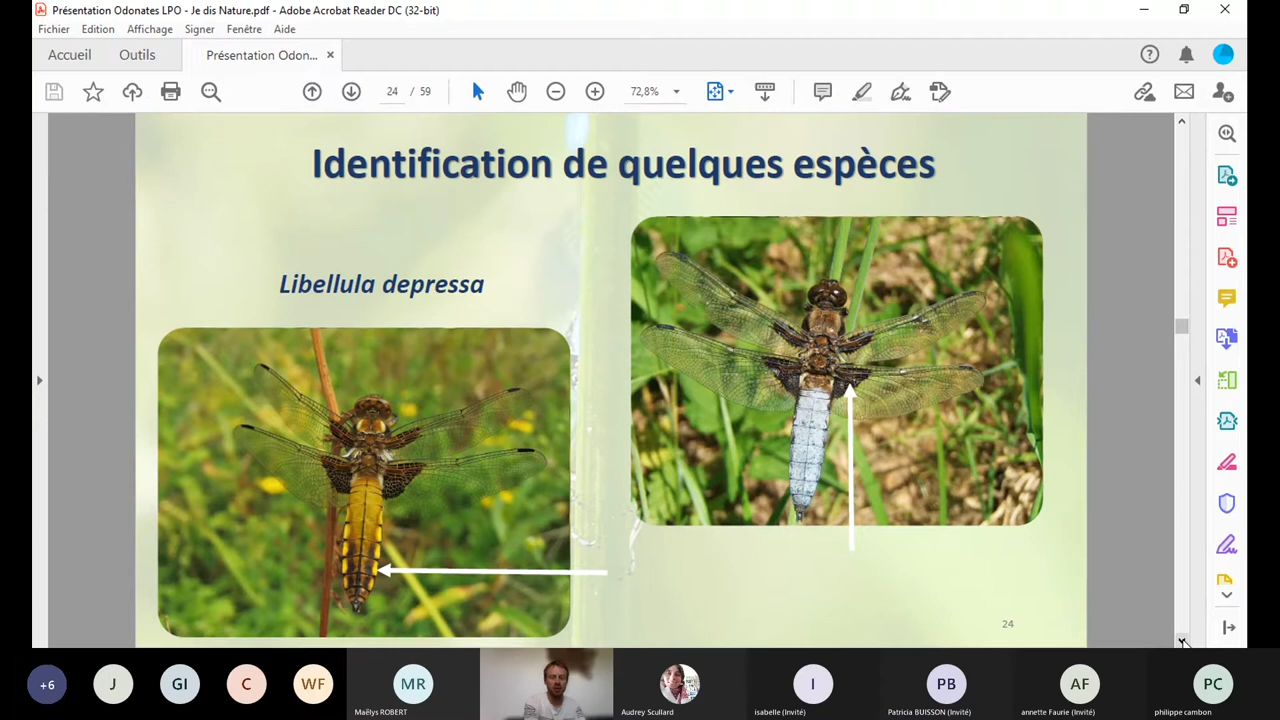 Présentation Odonates LPO - Je dis Nature.pdf - Adobe Acrobat Reader DC (32-bit)
Fichier Edition Affichage Signer Fenêtre Aide
Accueil Outils Présentation Odon... ×
24 / 59 72,8%
Identification de quelques espèces
Libellula depressa
24
+6 J GI C WF MR I PB AF PC
Maëlys ROBERT Audrey Scullard isabelle (Invité) Patricia BUISSON (Invité) annette Faurie (Invité) philippe cambon